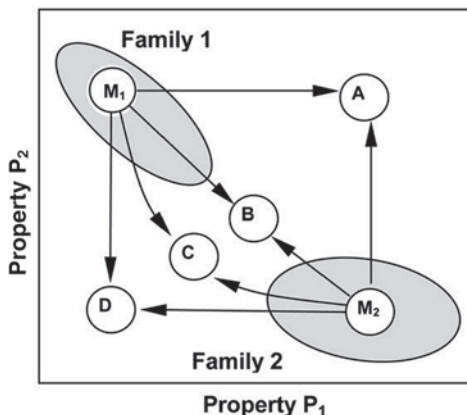 Family 1
M₁
A
B
C
D
M₂
Family 2
Property P₂
Property P₁